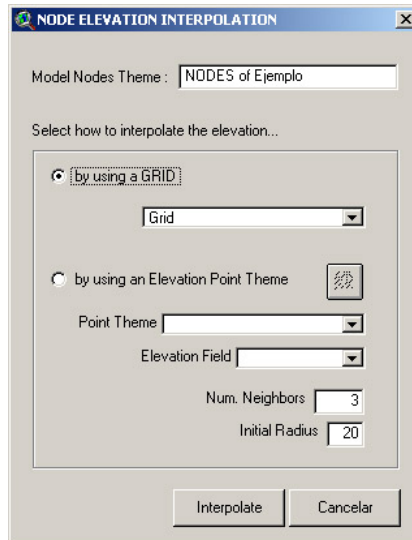 NODE ELEVATION INTERPOLATION
Model Nodes Theme : NODES of Ejemplo
Select how to interpolate the elevation...
by using a GRID
Grid
by using an Elevation Point Theme
Point Theme
Elevation Field
Num. Neighbors 3
Initial Radius 20
Interpolate Cancelar